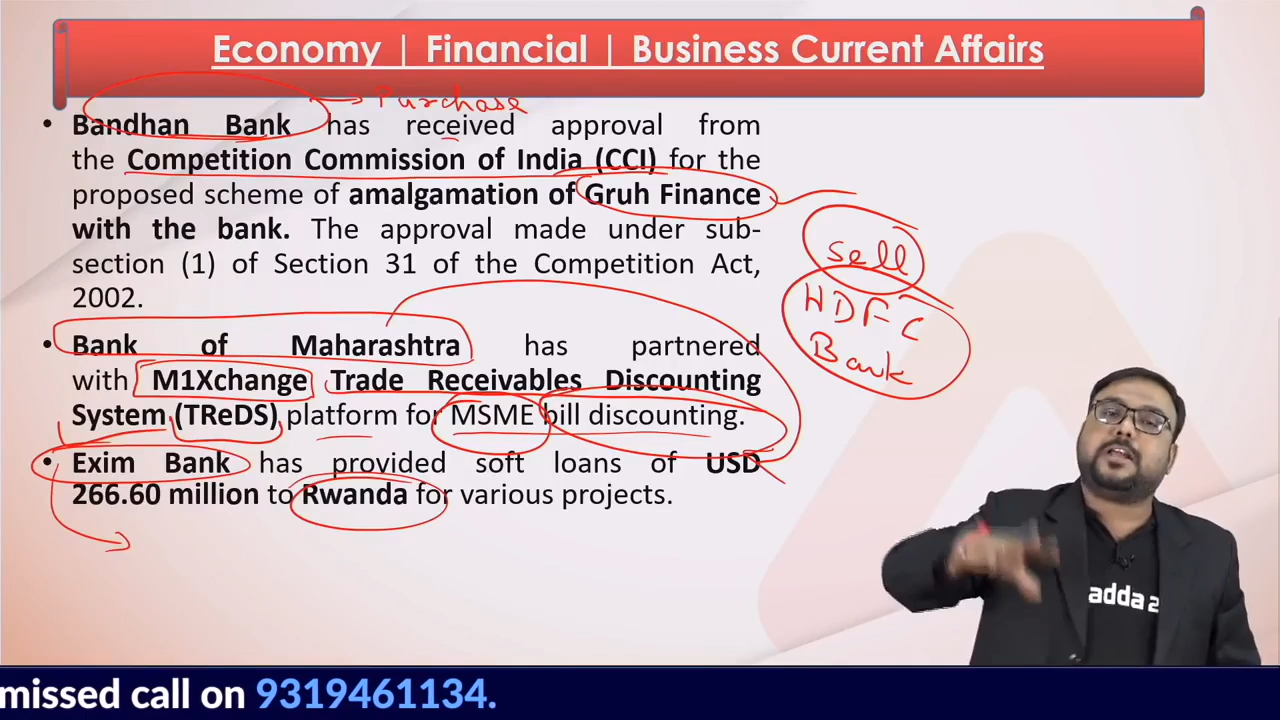 Economy | Financial | Business Current Affairs
Purchase
• Bandhan Bank has received approval from
the Competition Commission of India (CCI) for the
proposed scheme of amalgamation of Gruh Finance
with the bank. The approval made under sub-
section (1) of Section 31 of the Competition Act,
2002.
sell
HDFC
Bank
• Bank of Maharashtra has partnered
with M1Xchange Trade Receivables Discounting
System (TReDS) platform for MSME bill discounting.
• Exim Bank has provided soft loans of USD
266.60 million to Rwanda for various projects.
adda 2
missed call on 9319461134.